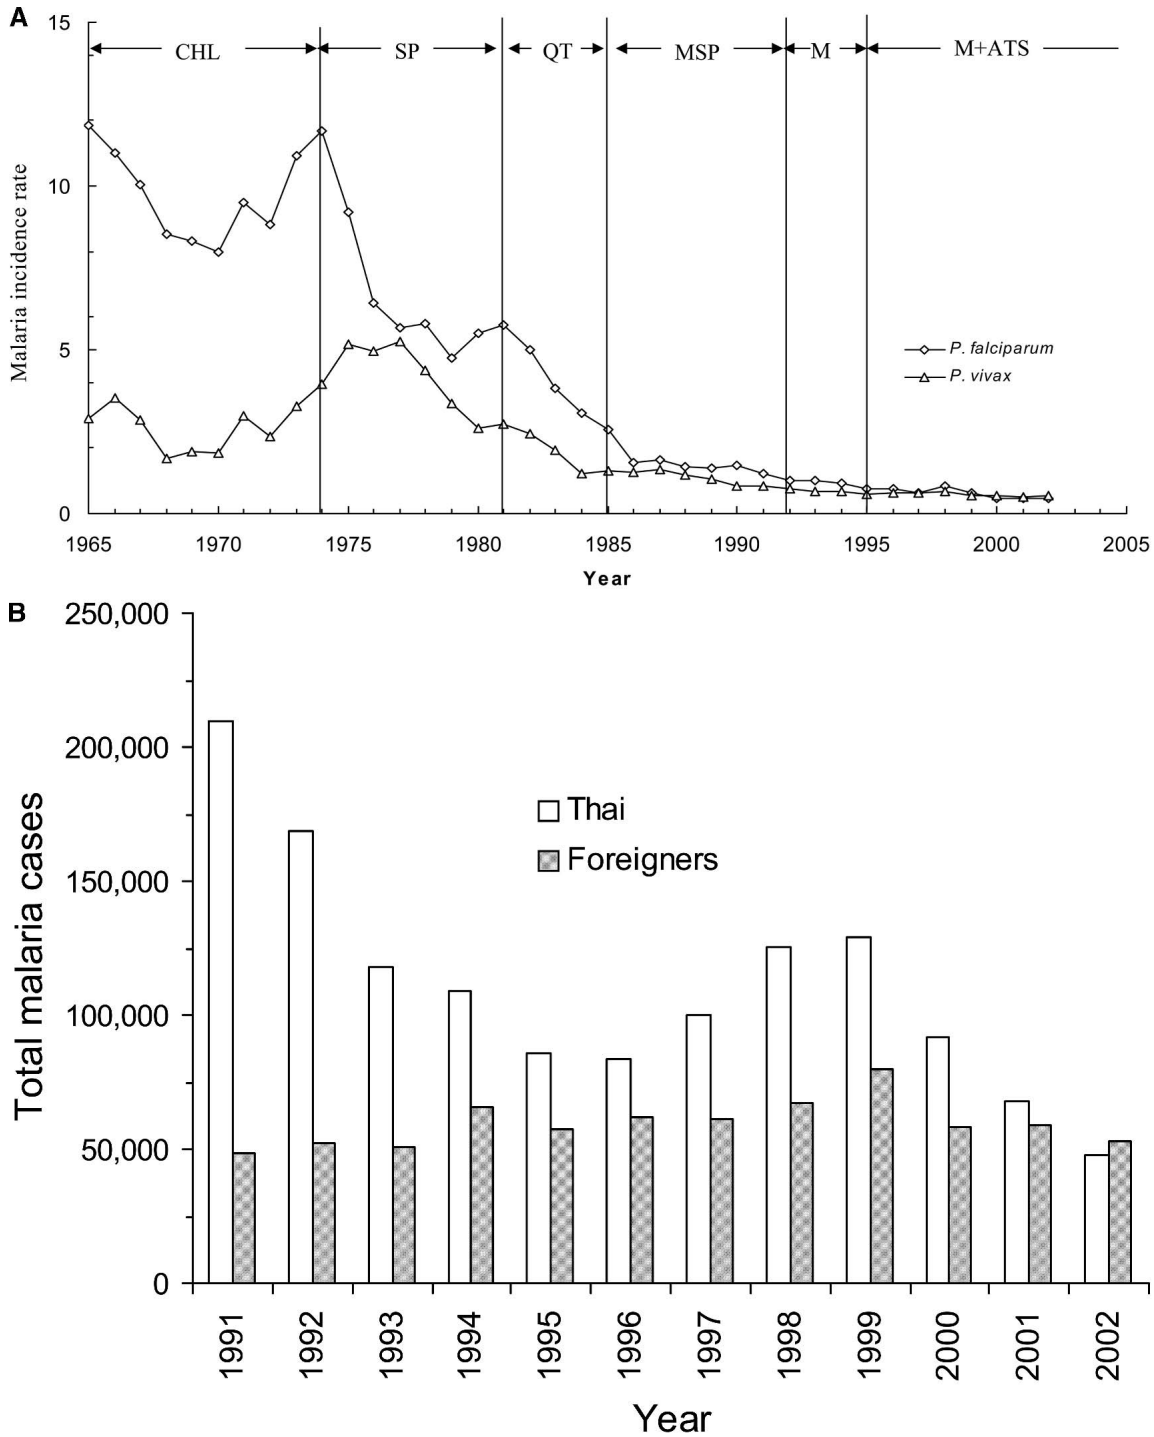 A
15
CHL SP QT MSP M M+ATS
10
5
0
Malaria incidence rate
P. falciparum
P. vivax
1965 1970 1975 1980 1985 1990 1995 2000 2005
Year
B
250,000
200,000
150,000
100,000
50,000
0
Total malaria cases
Thai
Foreigners
1991 1992 1993 1994 1995 1996 1997 1998 1999 2000 2001 2002
Year